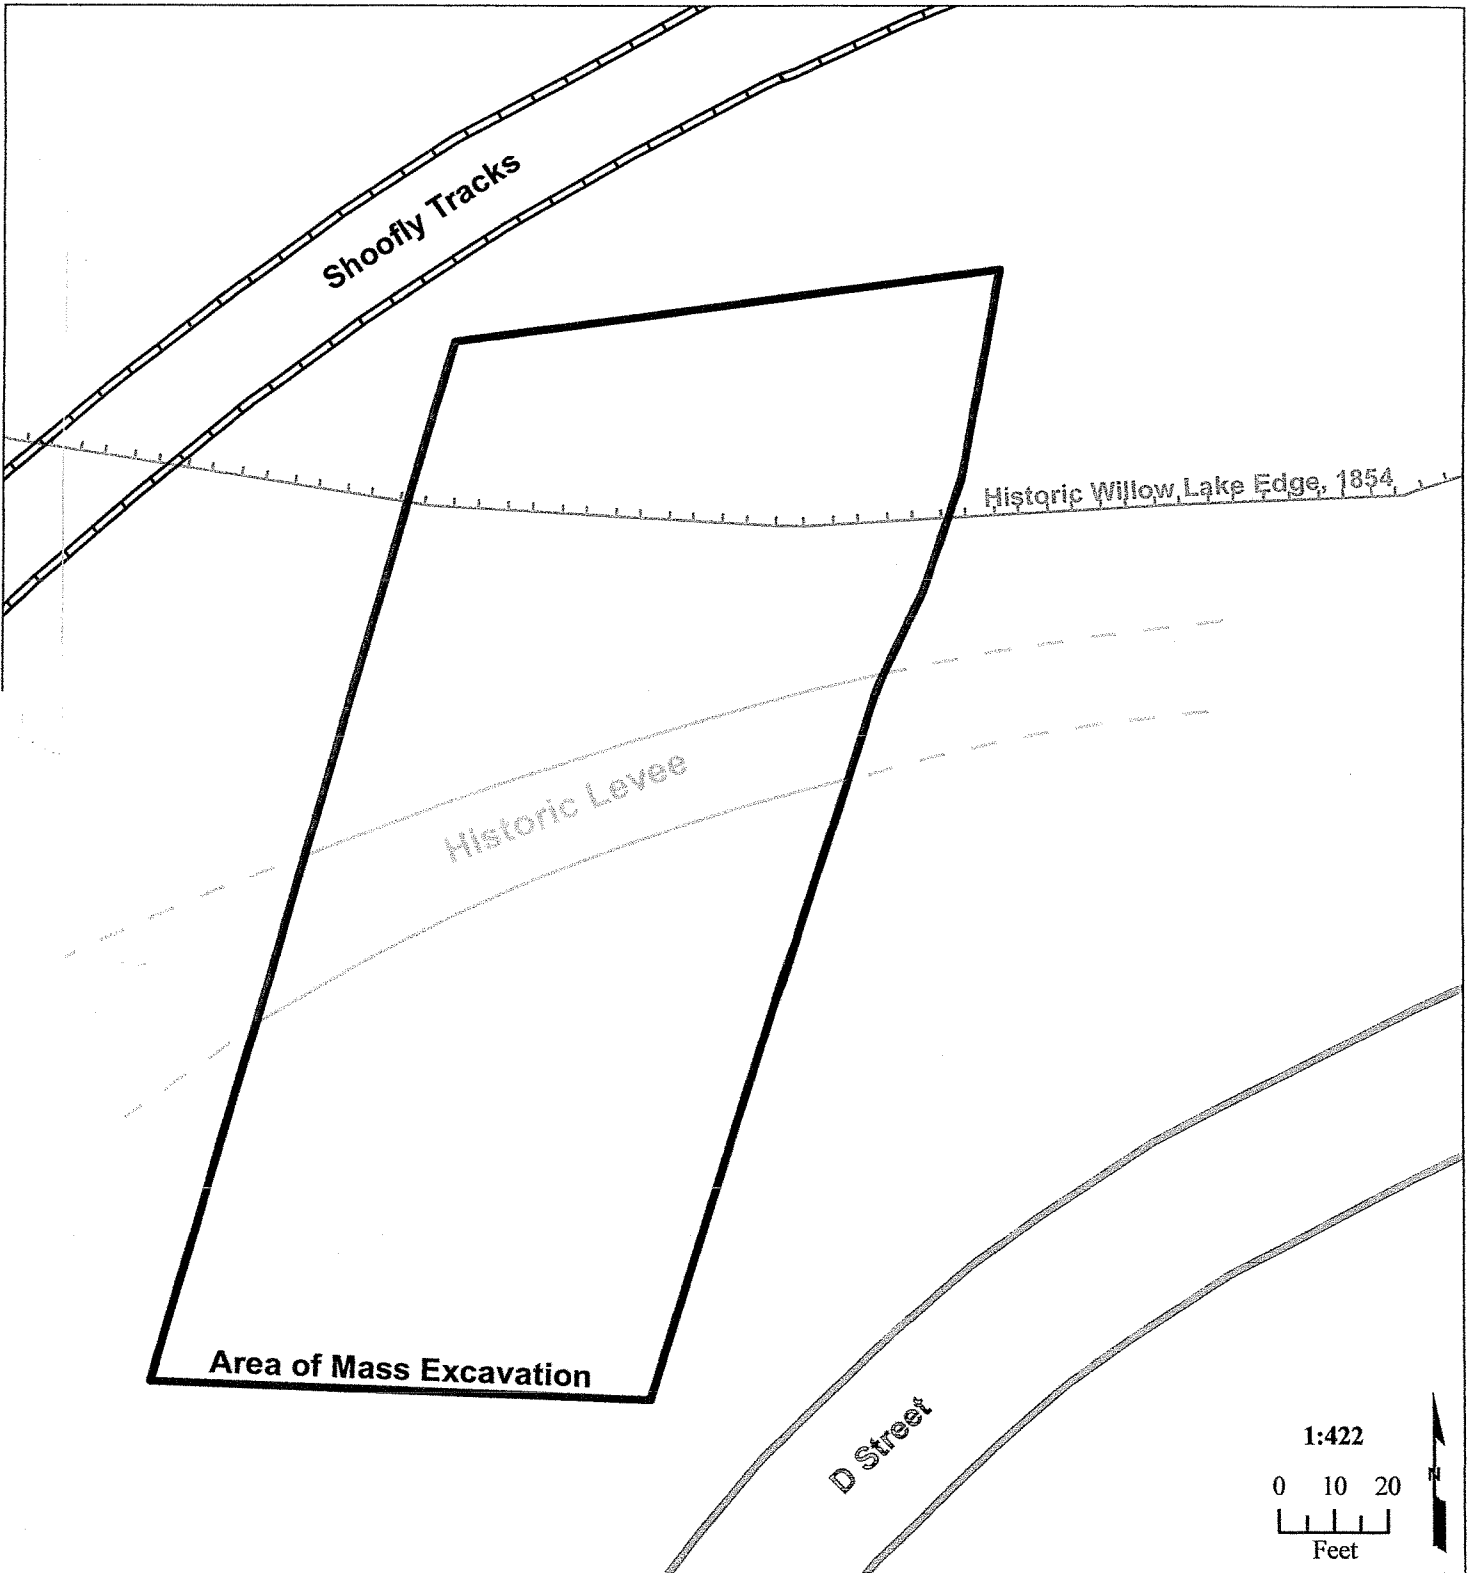 Shoofly Tracks
Historic Willow Lake Edge, 1854
Historic Levee
Area of Mass Excavation
D Street
1:422
0 10 20
Feet
N